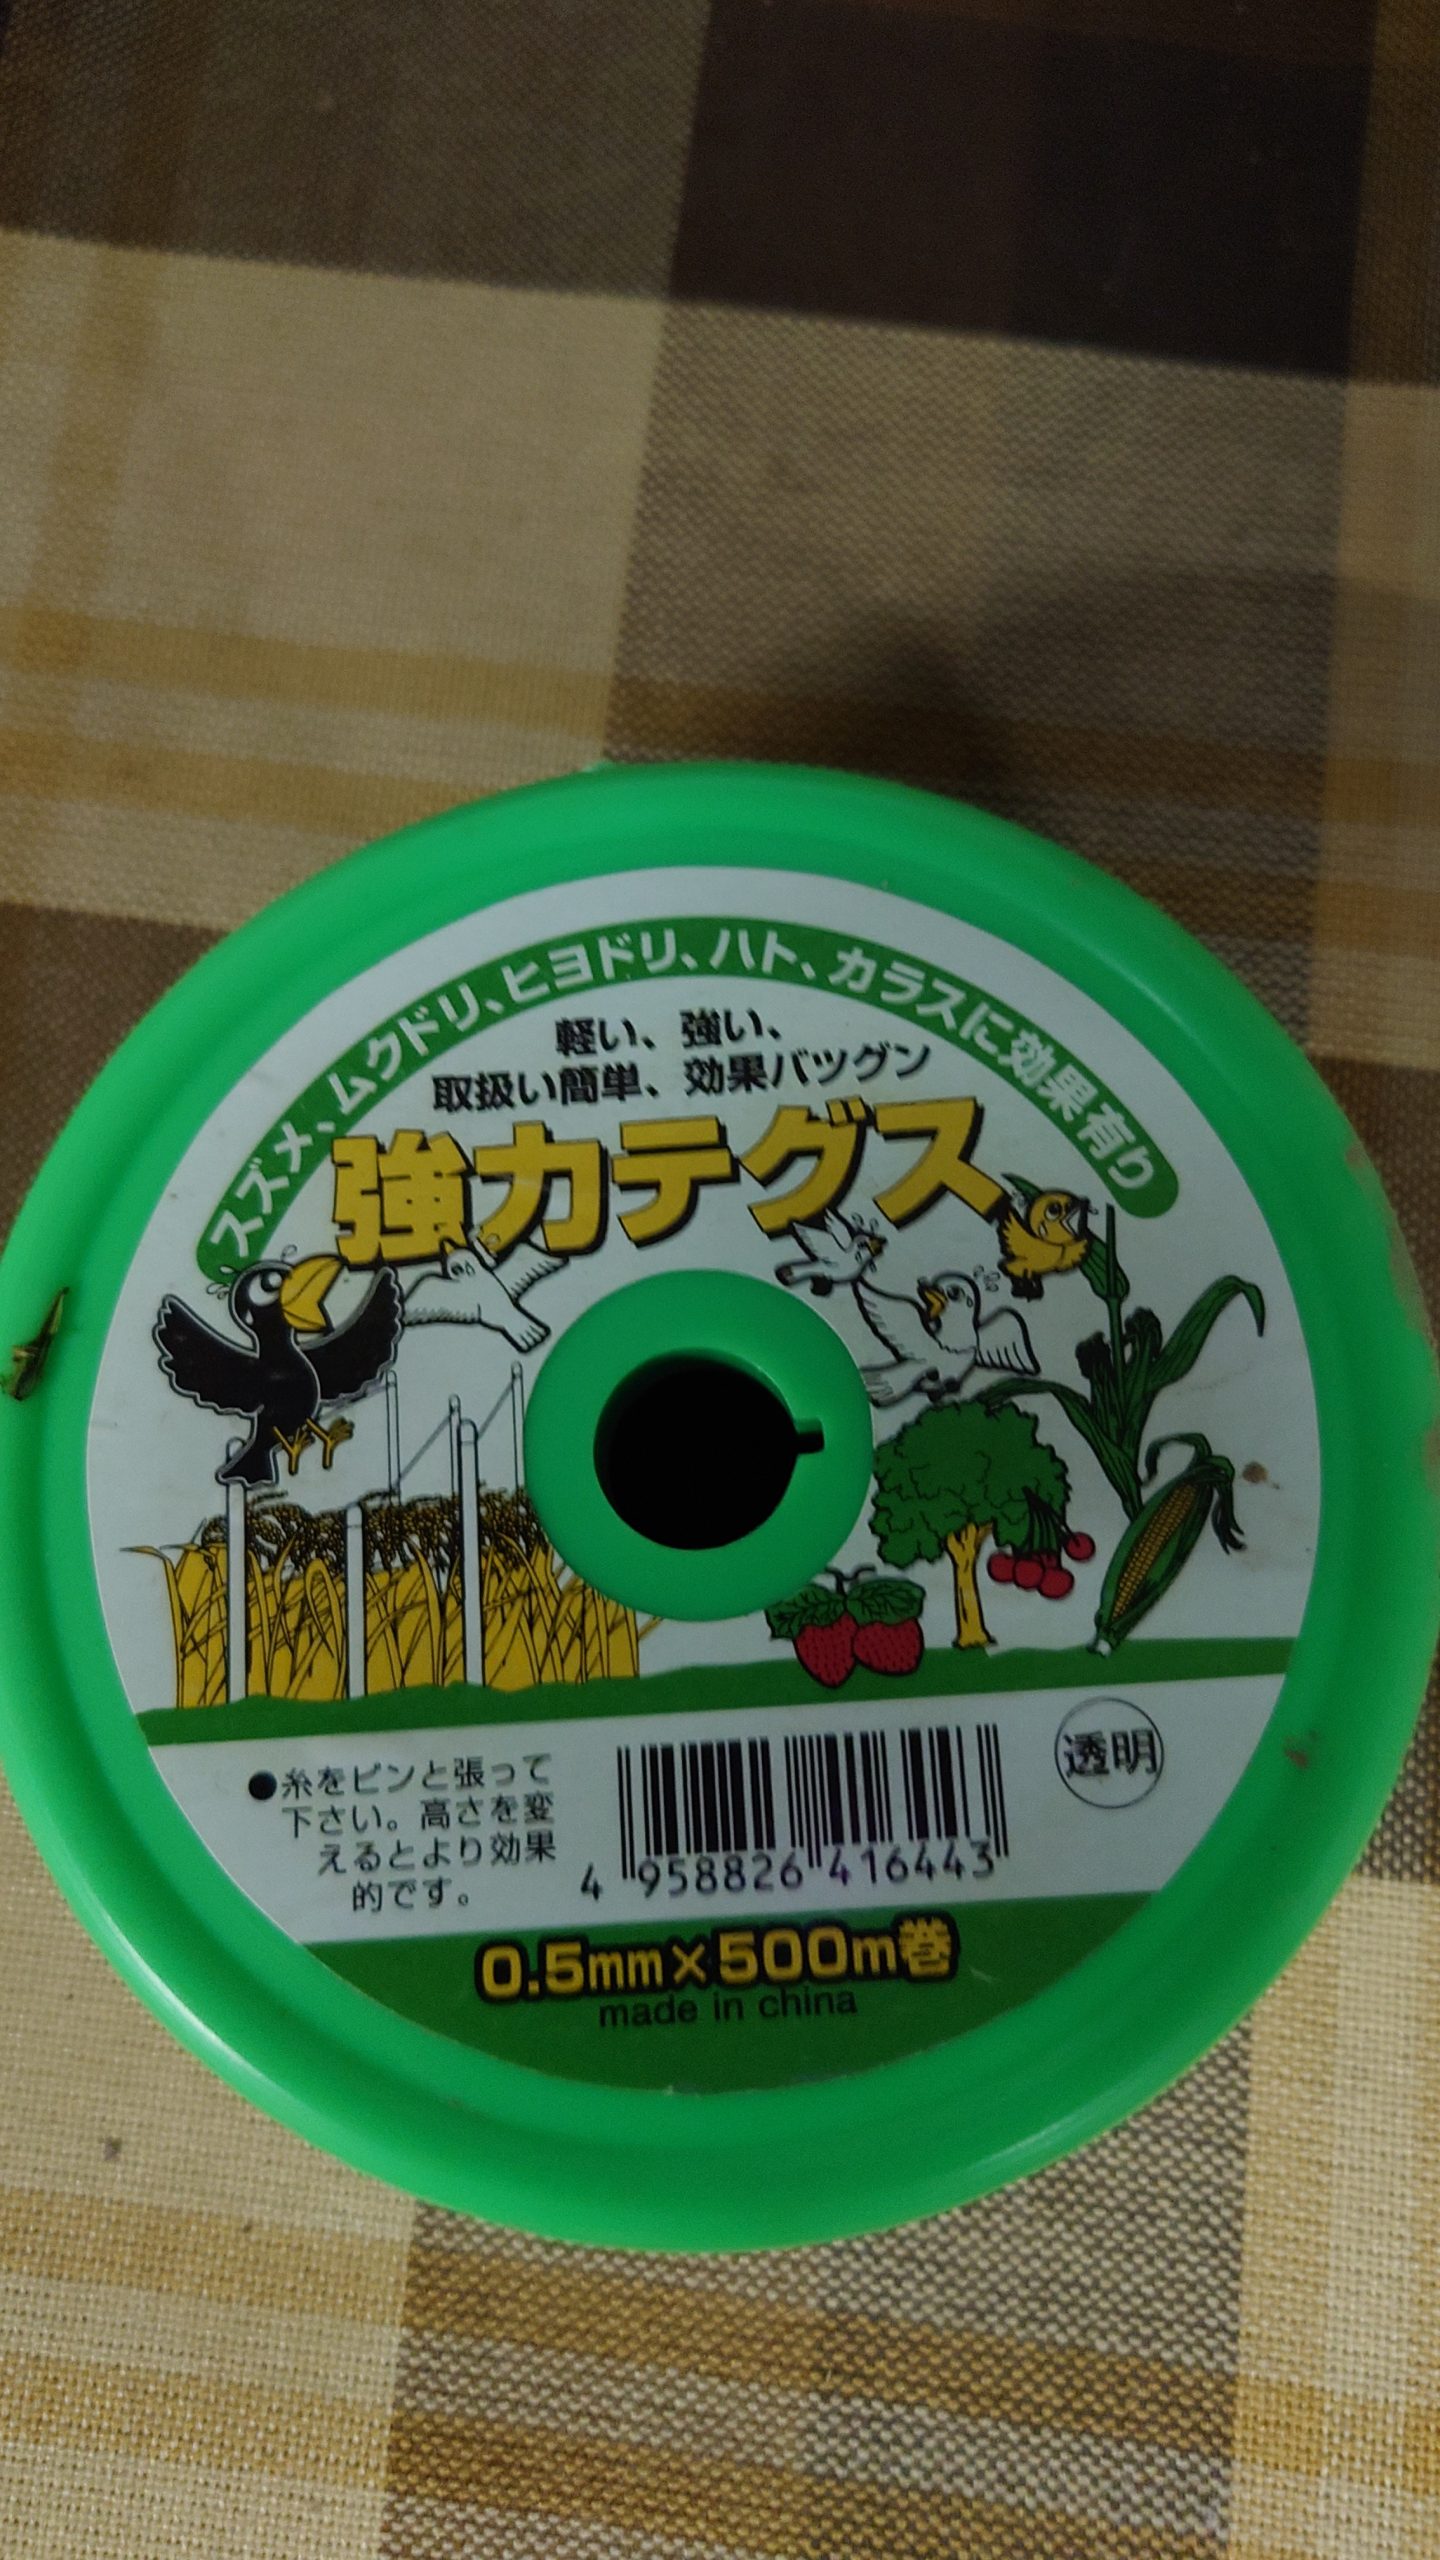 スズメ、ムクドリ、ヒヨドリ、ハト、カラスに効果有り
軽い、強い、
取扱い簡単、効果バツグン
強力テグス
●糸をピンと張って
下さい。高さを変
えるとより効果
的です。
4 958826 416443
透明
0.5mm×500m巻
made in china